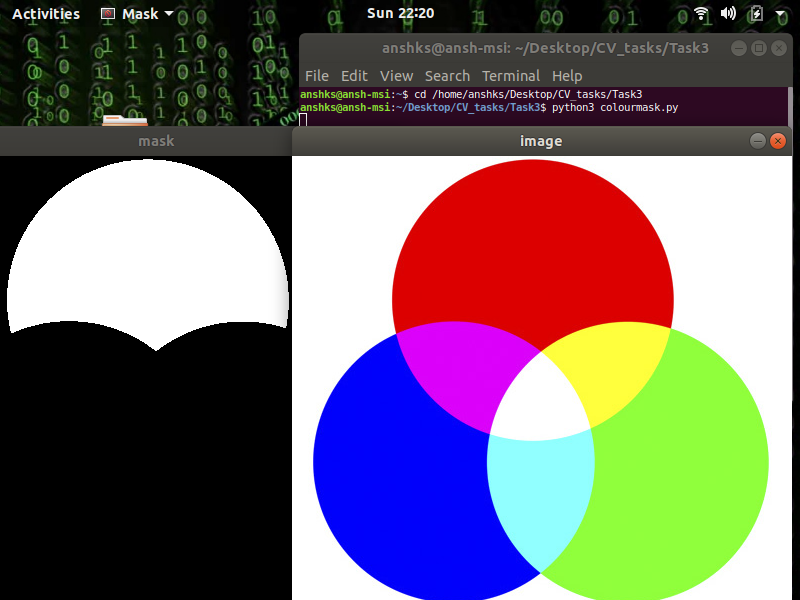 Activities Mask Sun 22:20
anshks@ansh-msi: ~/Desktop/CV_tasks/Task3
File Edit View Search Terminal Help
anshks@ansh-msi:~$ cd /home/anshks/Desktop/CV_tasks/Task3
anshks@ansh-msi:~/Desktop/CV_tasks/Task3$ python3 colourmask.py
mask
image